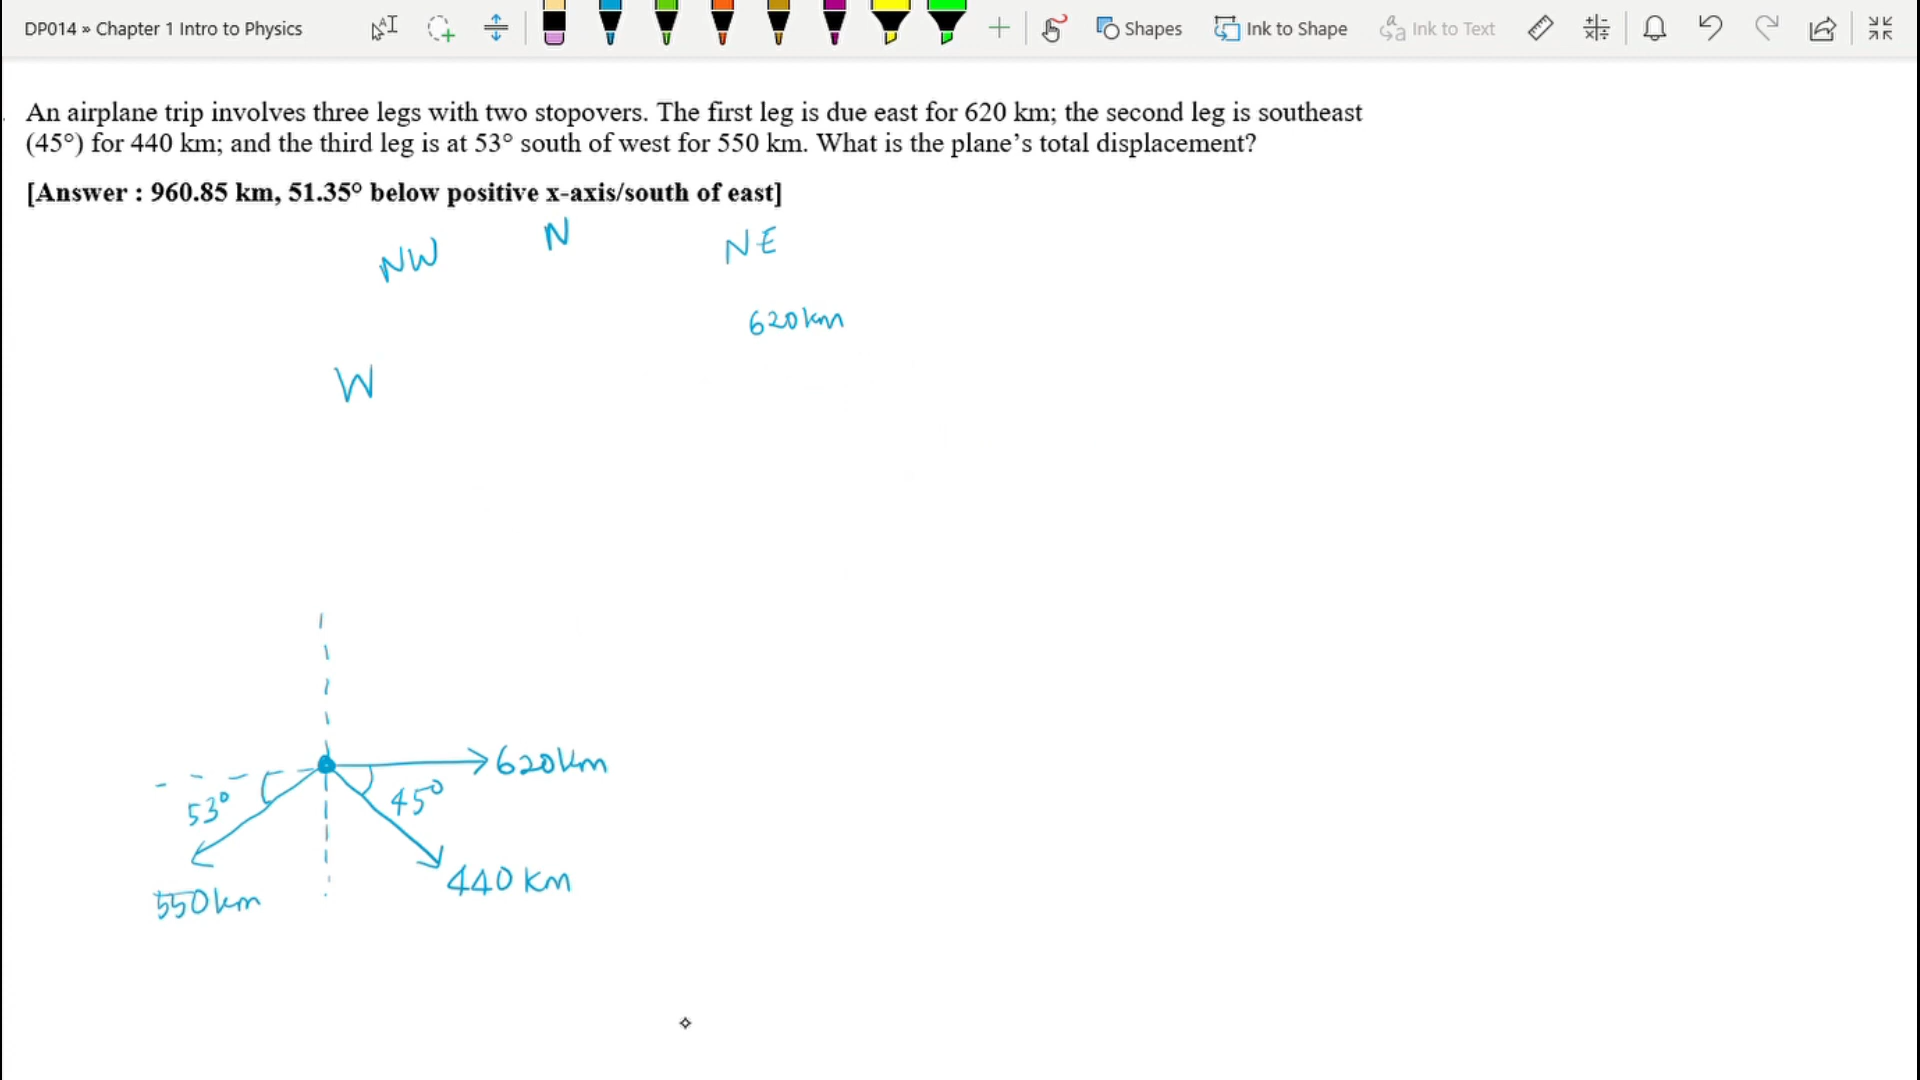 DP014 » Chapter 1 Intro to Physics
Shapes
Ink to Shape
Ink to Text
An airplane trip involves three legs with two stopovers. The first leg is due east for 620 km; the second leg is southeast
(45°) for 440 km; and the third leg is at 53° south of west for 550 km. What is the plane's total displacement?
[Answer : 960.85 km, 51.35° below positive x-axis/south of east]
NW
N
NE
620km
W
620km
53°
45°
440 km
550km